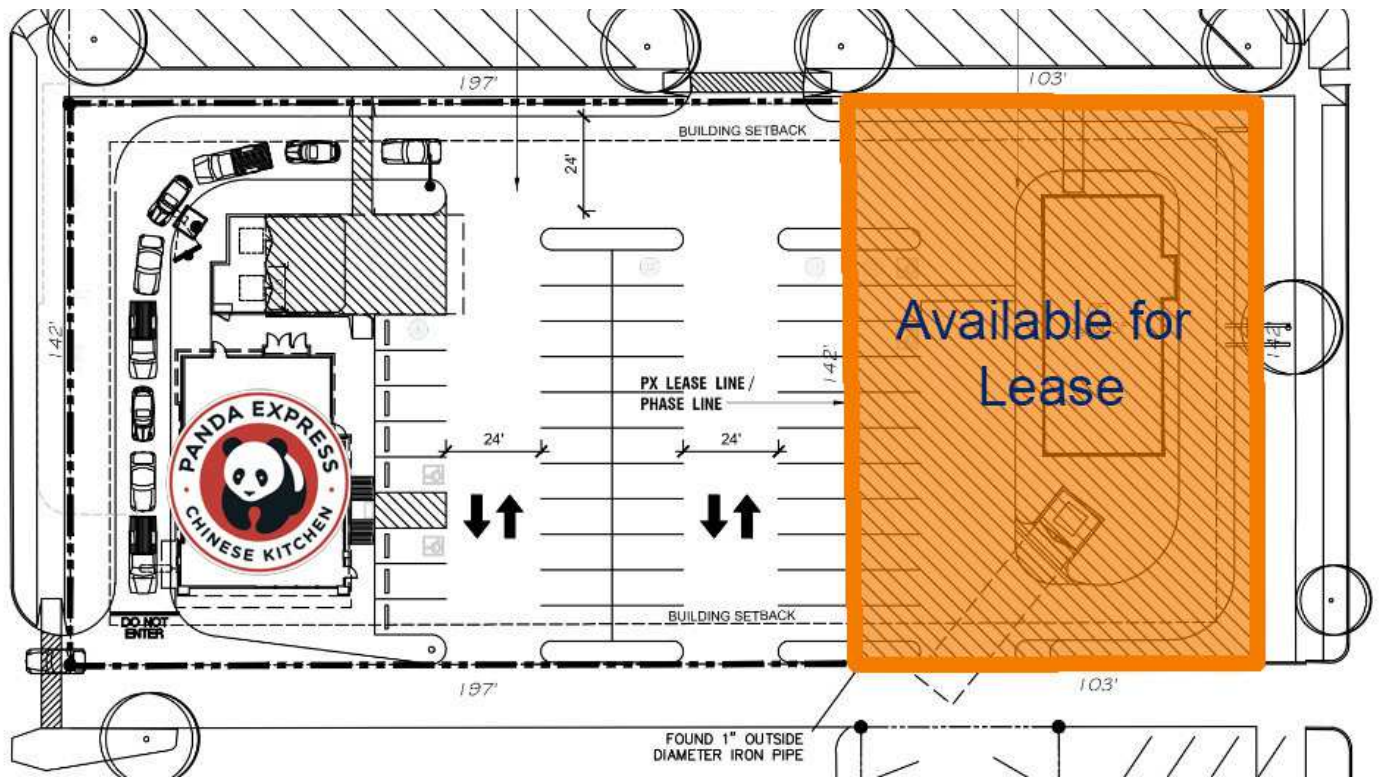 197'
103'
BUILDING SETBACK
24'
142'
Available for
Lease
142'
142'
PX LEASE LINE /
PHASE LINE
24'
24'
PANDA EXPRESS
CHINESE KITCHEN
BUILDING SETBACK
DO NOT
ENTER
197'
103'
FOUND 1" OUTSIDE
DIAMETER IRON PIPE